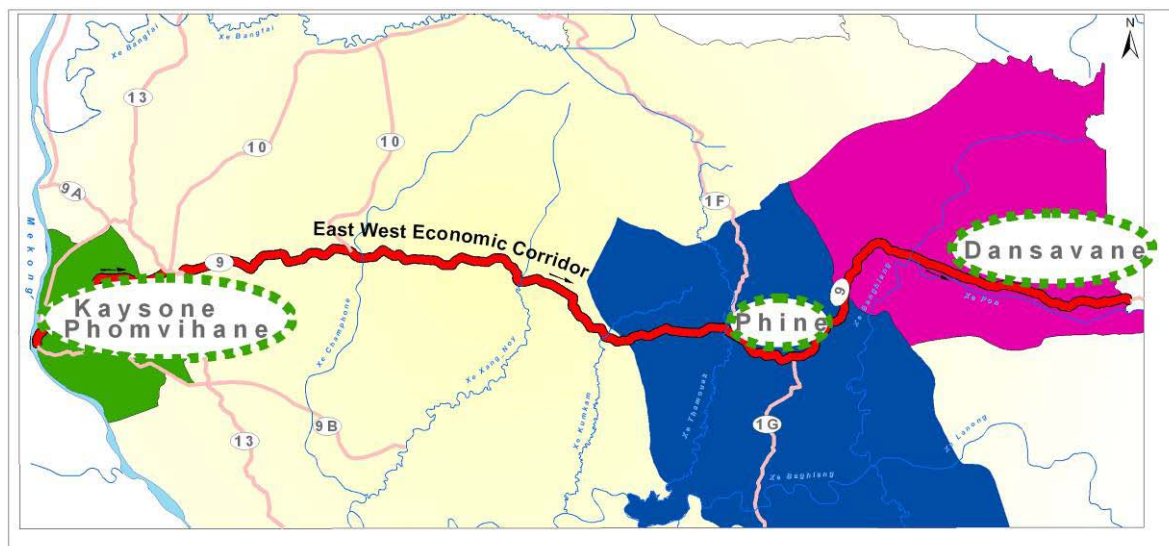 N
Xe Bangfai
Xe Bangfai
13
10
10
9A
1F
Mekong
East West Economic Corridor
9
Dansavane
Kaysone
Phomvihane
Phine
9
Xe Banghiang
Xe Pon
Xe Champhone
Xe Xang Noy
Xe Kumkam
Xe Thamouak
13
9B
1G
Xe Lanong